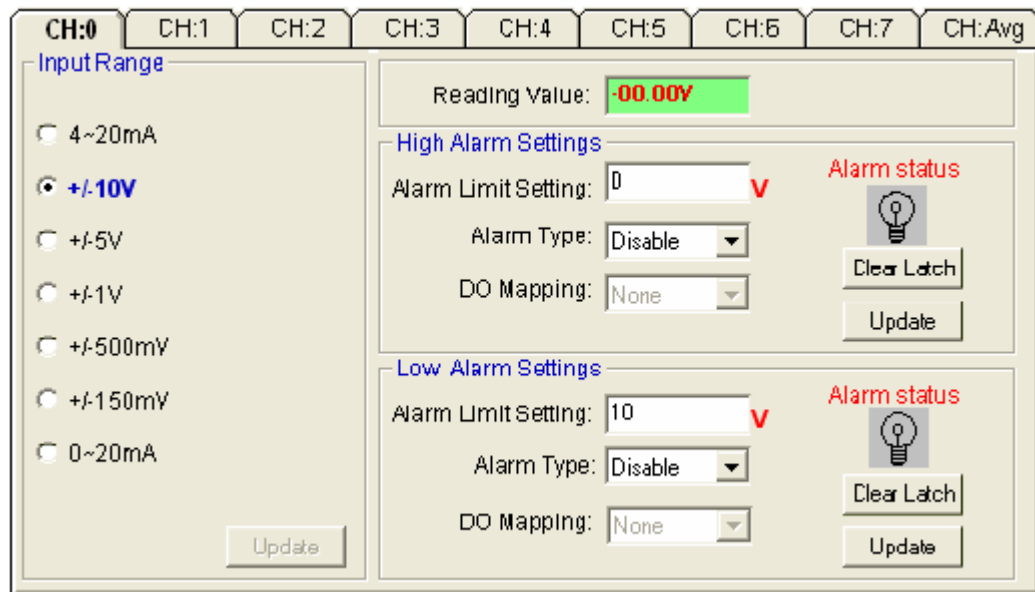 CH:0 CH:1 CH:2 CH:3 CH:4 CH:5 CH:6 CH:7 CH:Avg
Input Range
4~20mA
+/-10V
+/-5V
+/-1V
+/-500mV
+/-150mV
0~20mA
Update
Reading Value: -00.00V
High Alarm Settings
Alarm Limit Setting: 0 V
Alarm Type: Disable
DO Mapping: None
Alarm status
Clear Latch
Update
Low Alarm Settings
Alarm Limit Setting: 10 V
Alarm Type: Disable
DO Mapping: None
Alarm status
Clear Latch
Update